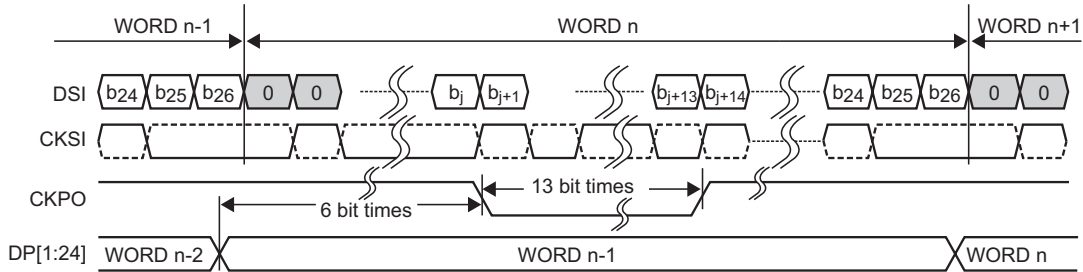 WORD n-1 WORD n WORD n+1
DSI b24 b25 b26 0 0 bj bj+1 bj+13 bj+14 b24 b25 b26 0 0
CKSI
CKPO 6 bit times 13 bit times
DP[1:24] WORD n-2 WORD n-1 WORD n